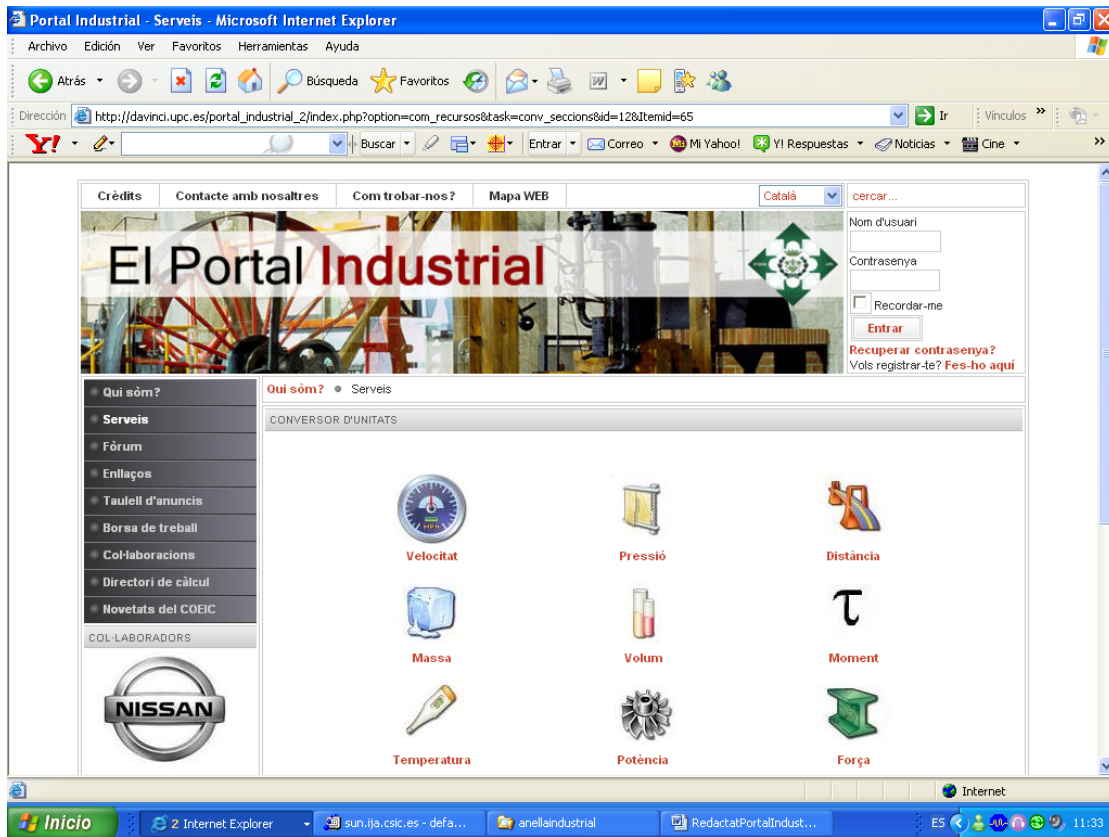 Portal Industrial - Serveis - Microsoft Internet Explorer
Archivo Edición Ver Favoritos Herramientas Ayuda
Atrás Búsqueda Favoritos
Dirección http://davinci.upc.es/portal_industrial_2/index.php?option=com_recursos&task=conv_seccions&id=12&Itemid=65 Ir Vínculos »
Y! Buscar Entrar Correo Mi Yahoo! Y! Respuestas Noticias Cine »
Crèdits Contacte amb nosaltres Com trobar-nos? Mapa WEB Català cercar...
El Portal Industrial
Nom d'usuari
Contrasenya
Recordar-me
Entrar
Recuperar contrasenya?
Vols registrar-te? Fes-ho aquí
Qui sòm?
Serveis
Fòrum
Enllaços
Taulell d'anuncis
Borsa de treball
Col·laboracions
Directori de càlcul
Novetats del COEIC
COL·LABORADORS
NISSAN
Qui sóm? Serveis
CONVERSOR D'UNITATS
MPH
Velocitat Pressió Distància
τ
Massa Volum Moment
Temperatura Potència Força
Internet
Inicio 2 Internet Explorer sun.ija.csic.es - defa... anellaindustrial RedactatPortalIndust... ES 11:33